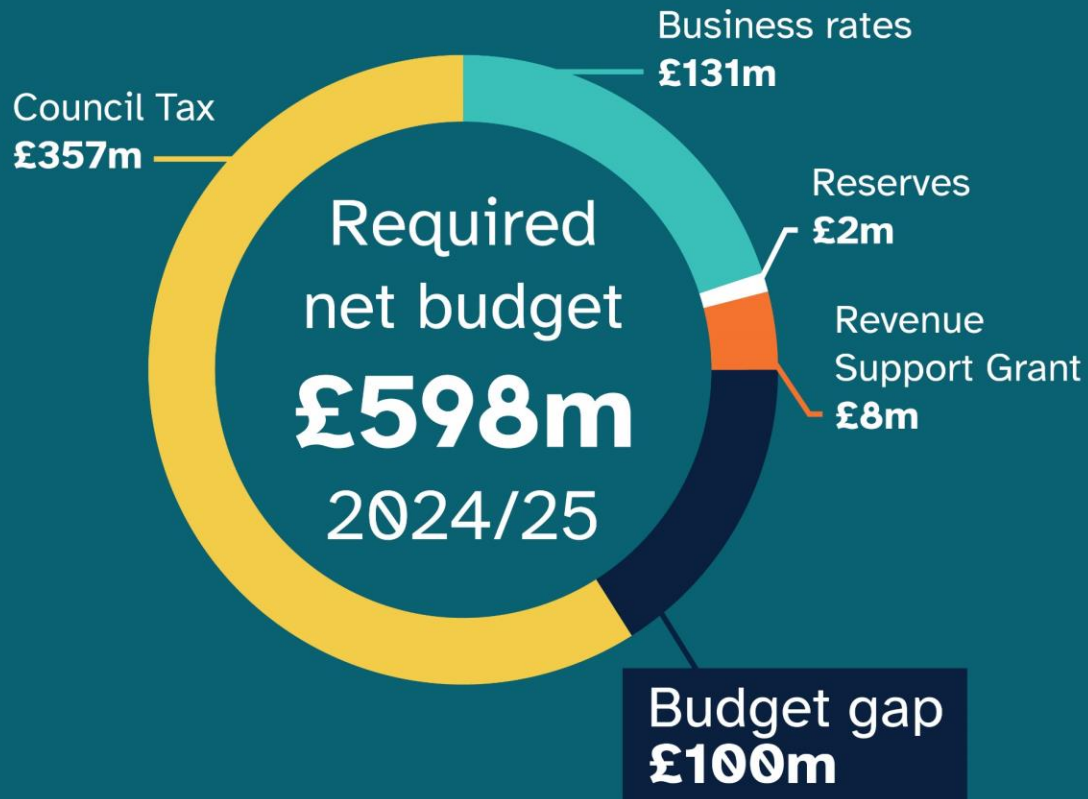 Business rates
£131m
Council Tax
£357m
Reserves
£2m
Required
net budget
£598m
2024/25
Revenue
Support Grant
£8m
Budget gap
£100m